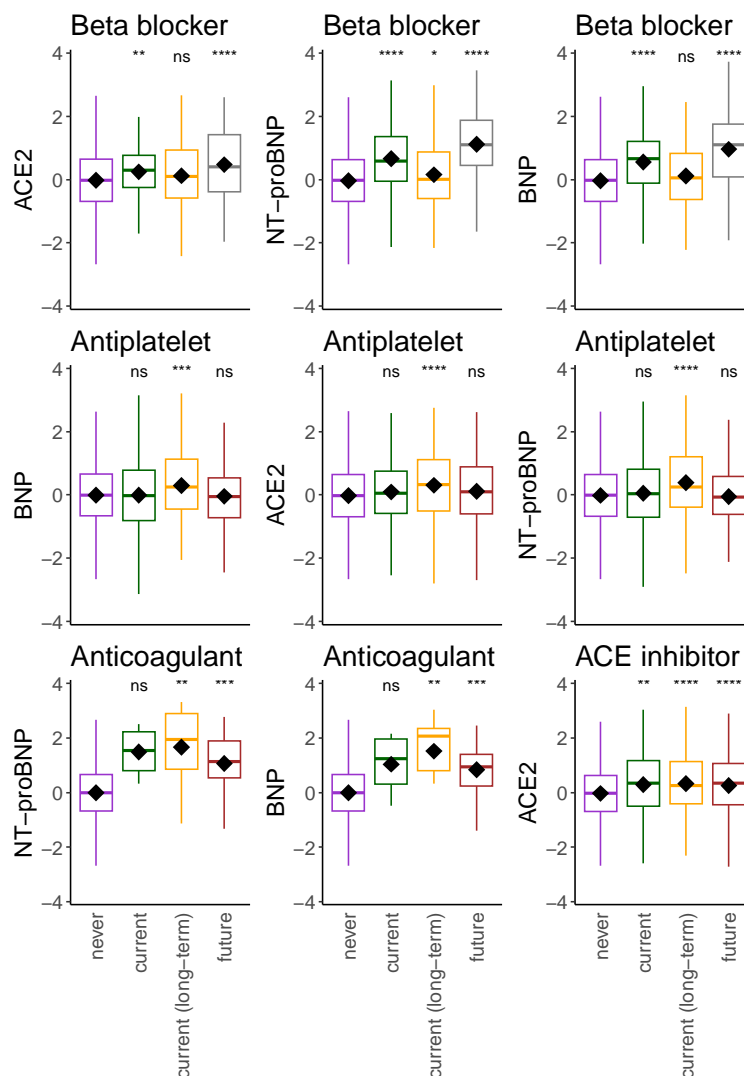 Beta blocker
Beta blocker
Beta blocker
4
2
0
−2
−4
ACE2
** ns ****
4
2
0
−2
−4
NT−proBNP
**** * ****
4
2
0
−2
−4
BNP
**** ns ****
Antiplatelet
Antiplatelet
Antiplatelet
4
2
0
−2
−4
BNP
ns *** ns
4
2
0
−2
−4
ACE2
ns **** ns
4
2
0
−2
−4
NT−proBNP
ns **** ns
Anticoagulant
Anticoagulant
ACE inhibitor
4
2
0
−2
−4
NT−proBNP
ns ** ***
4
2
0
−2
−4
BNP
ns ** ***
4
2
0
−2
−4
ACE2
** **** ****
never
current
current (long−term)
future
never
current
current (long−term)
future
never
current
current (long−term)
future